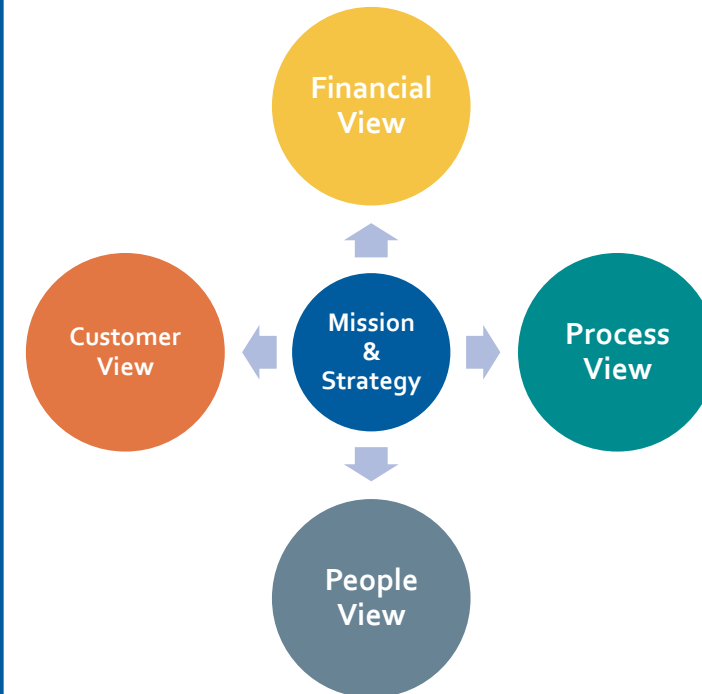 Financial
View
Customer
View
Mission
&
Strategy
Process
View
People
View